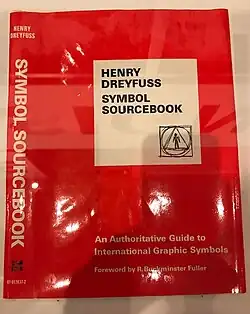 HENRY
DREYFUSS
SYMBOL SOURCEBOOK
HENRY
DREYFUSS
SYMBOL
SOURCEBOOK
An Authoritative Guide to
International Graphic Symbols
Foreword by R. Buckminster Fuller